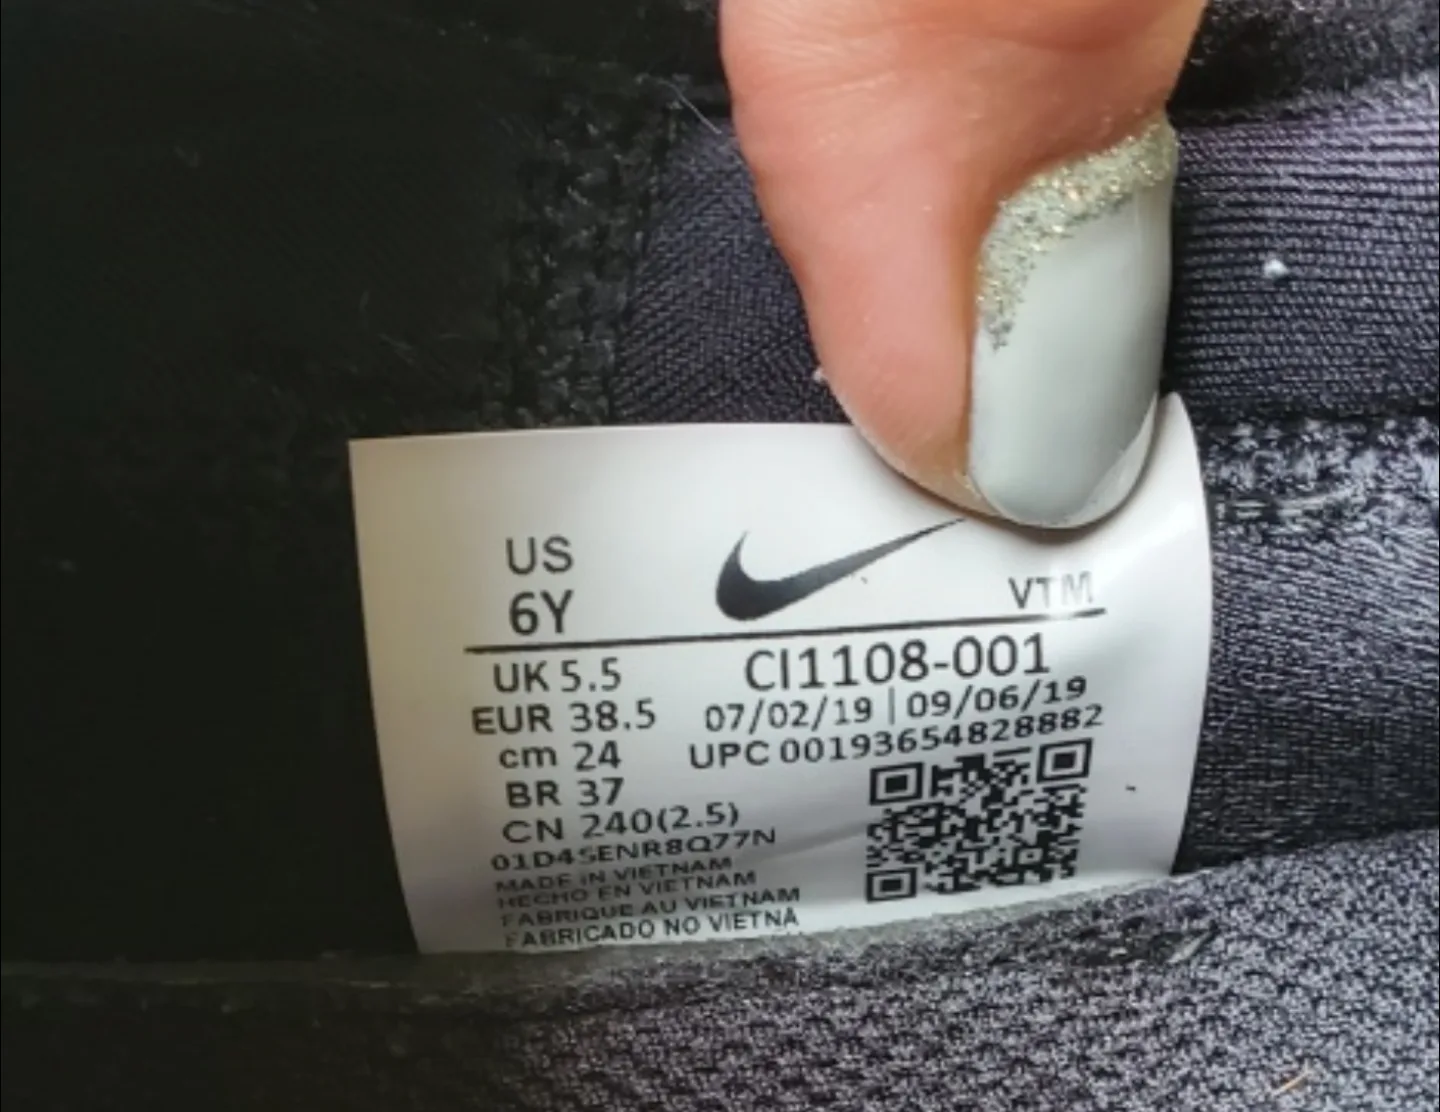 US
6Y
VTM
UK 5.5
CI1108-001
EUR 38.5
07/02/19 | 09/06/19
cm 24
UPC 00193654828882
BR 37
CN 240(2.5)
01D4SENR8Q77N
MADE IN VIETNAM
HECHO EN VIETNAM
FABRIQUE AU VIETNAM
FABRICADO NO VIETNÃ